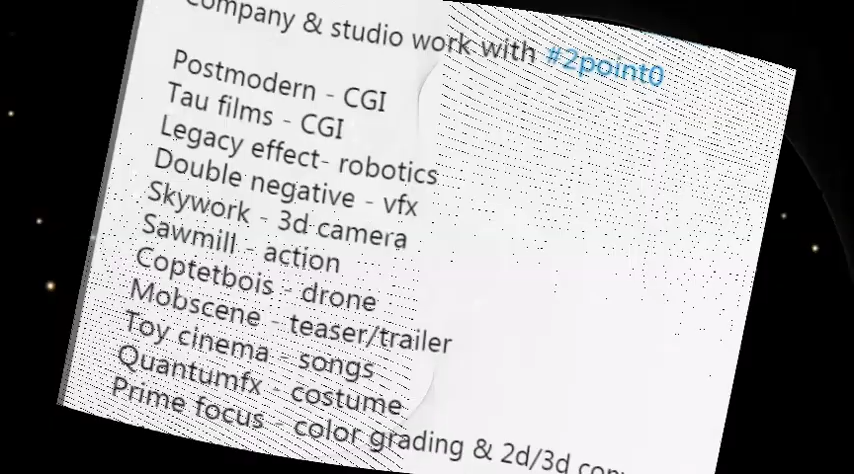 company & studio work with #2point0
Postmodern - CGI
Tau films - CGI
Legacy effect- robotics
Double negative - vfx
Skywork - 3d camera
Sawmill - action
Coptetbois - drone
Mobscene - teaser/trailer
Toy cinema - songs
Quantumfx - costume
Prime focus - color grading & 2d/3d